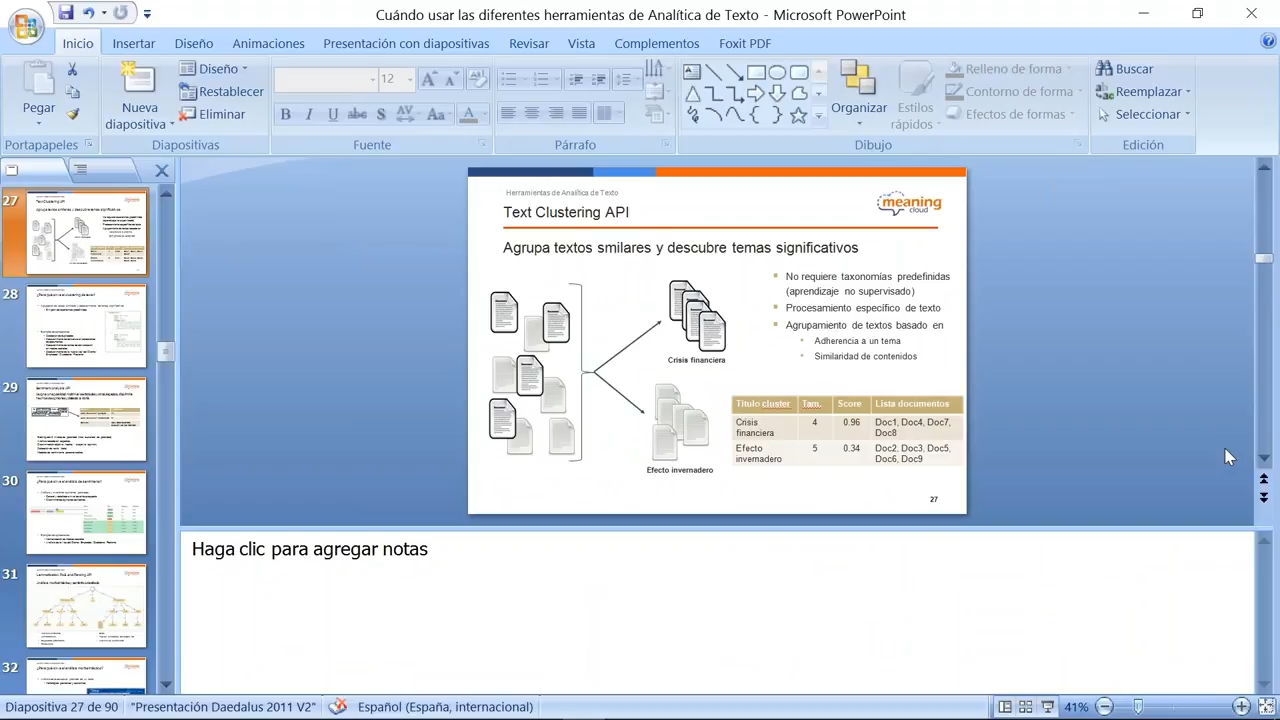 Cuándo usar las diferentes herramientas de Analítica de Texto - Microsoft PowerPoint
Inicio
Insertar
Diseño
Animaciones
Presentación con diapositivas
Revisar
Vista
Complementos
Foxit PDF
Pegar
Portapapeles
Nueva
diapositiva
Diseño
Restablecer
Eliminar
Diapositivas
12
Fuente
Párrafo
Organizar
Estilos
rápidos
Relleno de forma
Contorno de forma
Efectos de formas
Dibujo
Buscar
Reemplazar
Seleccionar
Edición
29
31
32
Herramientas de Analítica de Texto
Text clustering API
meaning
cloud
Agrupa textos similares y descubre temas significativos
No requiere taxonomías predefinidas
(aprendizaje no supervisado)
Procesamiento específico de texto
Agrupamiento de textos basado en
Adherencia a un tema
Similaridad de contenidos
Crisis financiera
Efecto invernadero
Título cluster Tam. Score Lista documentos
Crisis financiera 4 0.96 Doc1, Doc4, Doc7, Doc8
Efecto invernadero 5 0.34 Doc2, Doc3, Doc5, Doc6, Doc9
27
Haga clic para agregar notas
Diapositiva 27 de 90
"Presentación Daedalus 2011 V2"
Español (España, Internacional)
41%